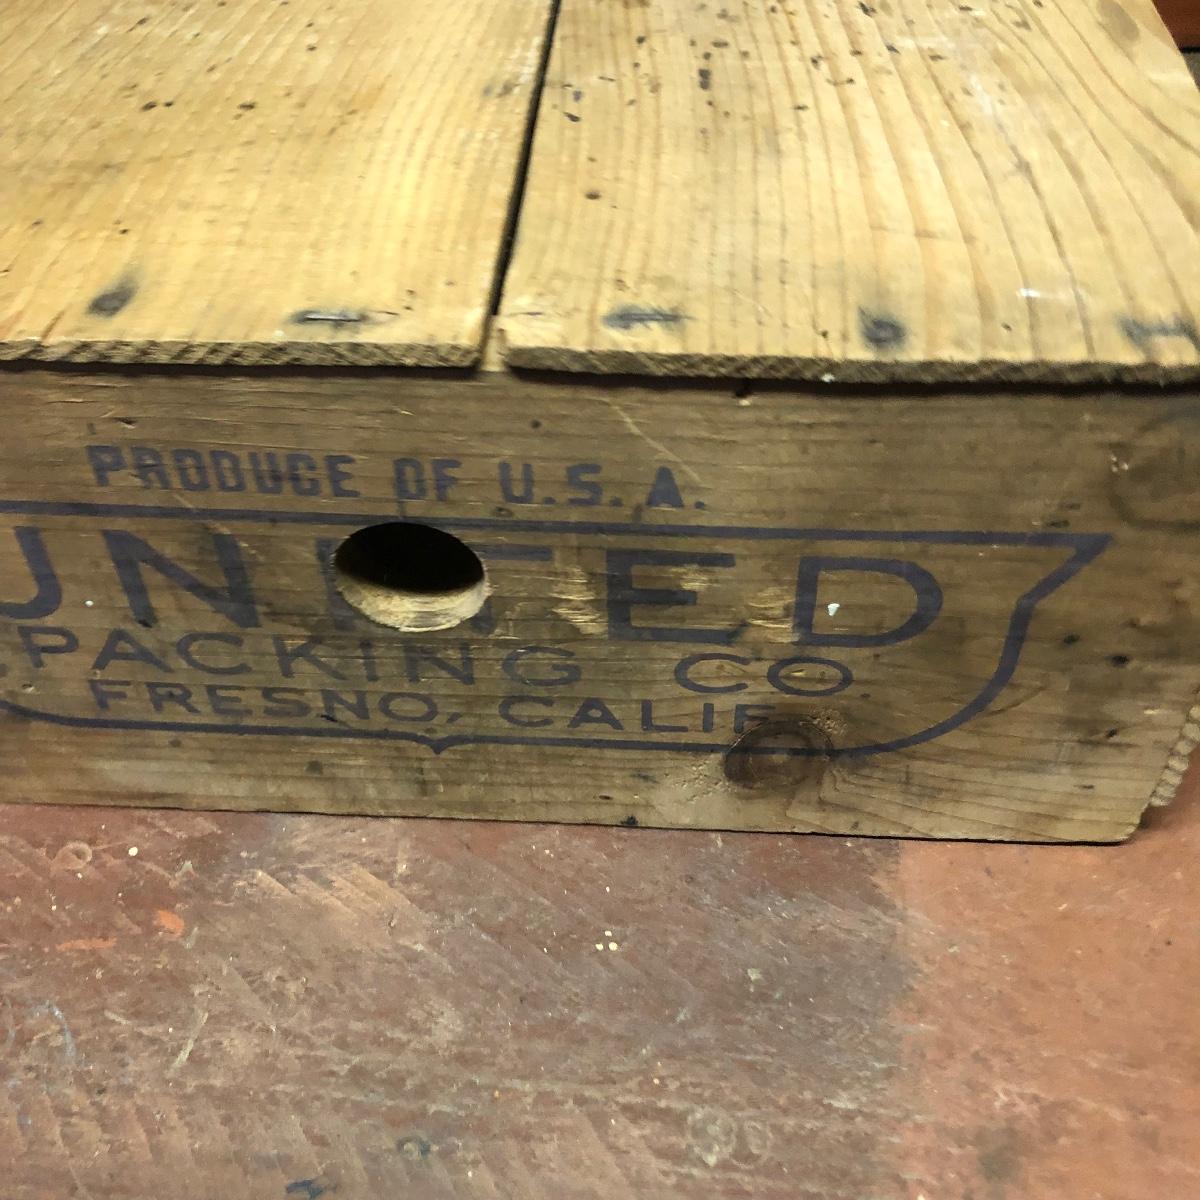 PRODUCE OF U.S.A.
UNITED
PACKING CO.
FRESNO, CALIF.